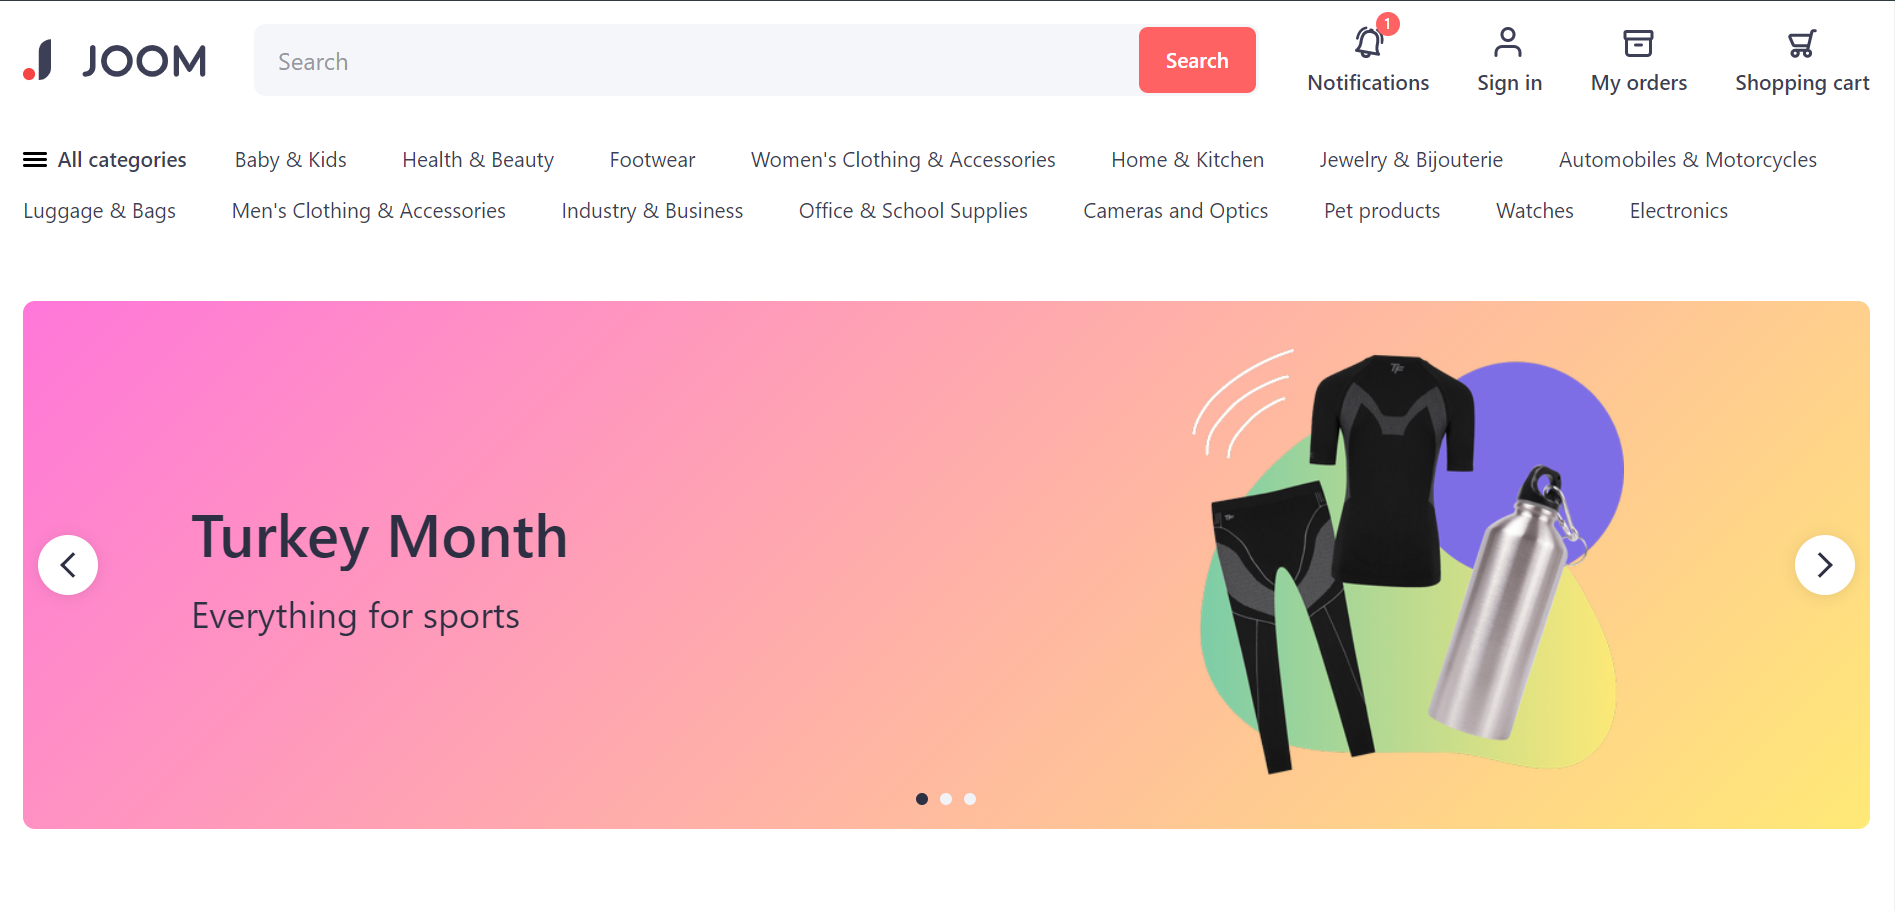 JOOM
Search
Search
1
Notifications
Sign in
My orders
Shopping cart
All categories
Baby & Kids
Health & Beauty
Footwear
Women's Clothing & Accessories
Home & Kitchen
Jewelry & Bijouterie
Automobiles & Motorcycles
Luggage & Bags
Men's Clothing & Accessories
Industry & Business
Office & School Supplies
Cameras and Optics
Pet products
Watches
Electronics
TF
TF
Turkey Month
Everything for sports